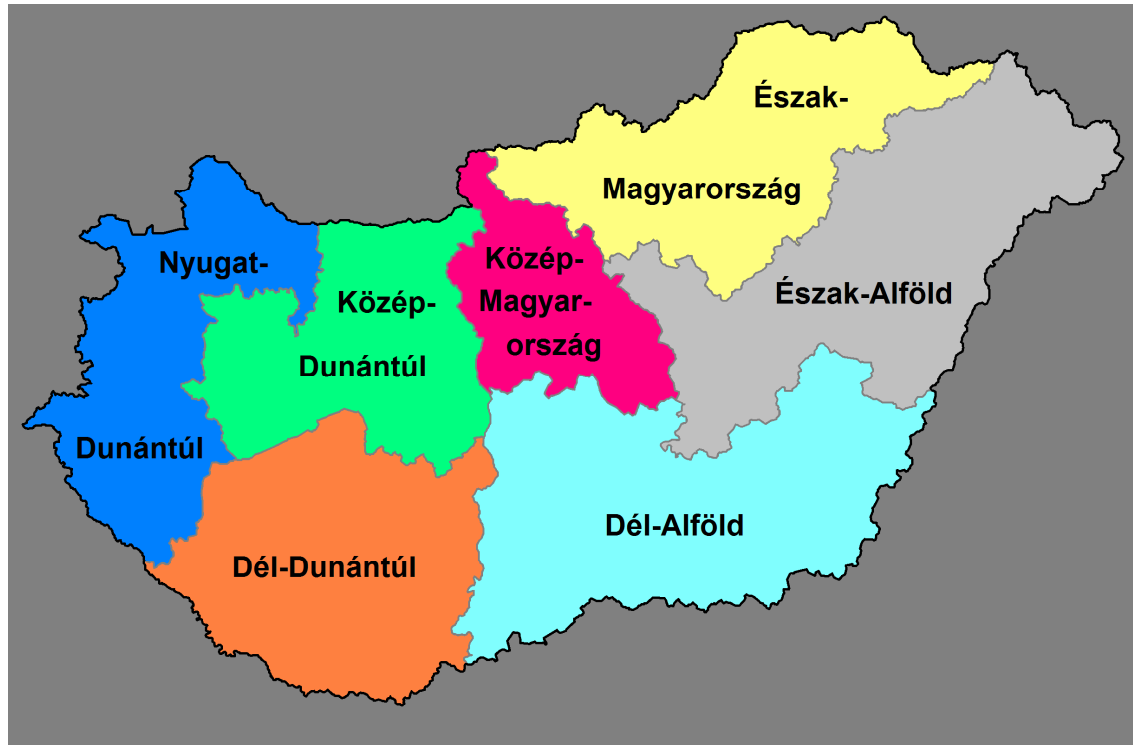 Észak-
Magyarország
Nyugat-
Dunántúl
Közép-
Dunántúl
Közép-
Magyar-
ország
Észak-Alföld
Dél-Alföld
Dél-Dunántúl